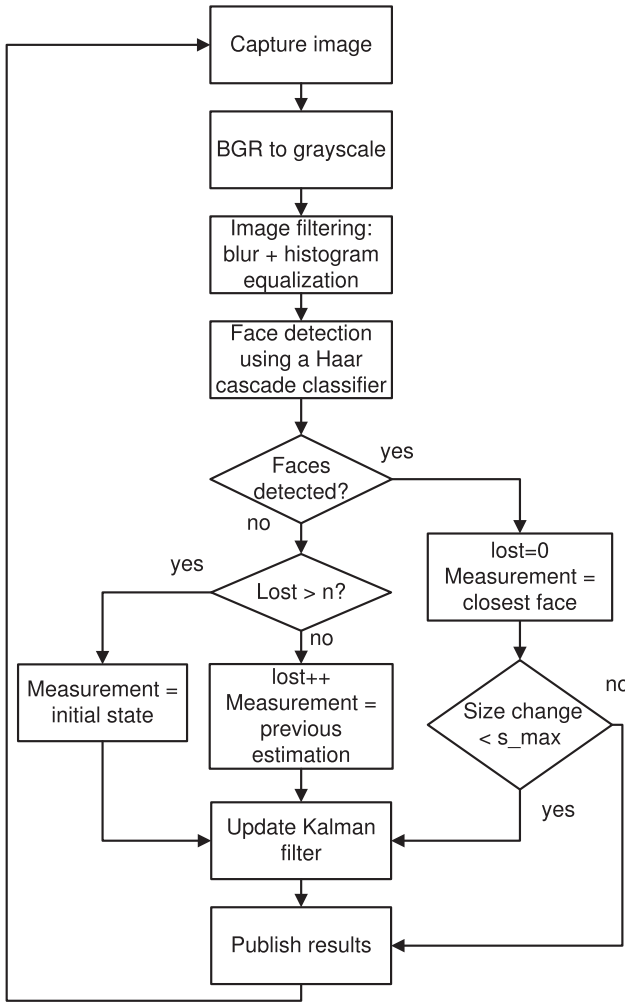 Capture image
BGR to grayscale
Image filtering:
blur + histogram
equalization
Face detection
using a Haar
cascade classifier
yes
Faces
detected?
no
lost=0
Measurement =
closest face
yes
Lost > n?
no
Measurement =
initial state
lost++
Measurement =
previous
estimation
no
Size change
< s_max
yes
Update Kalman
filter
Publish results